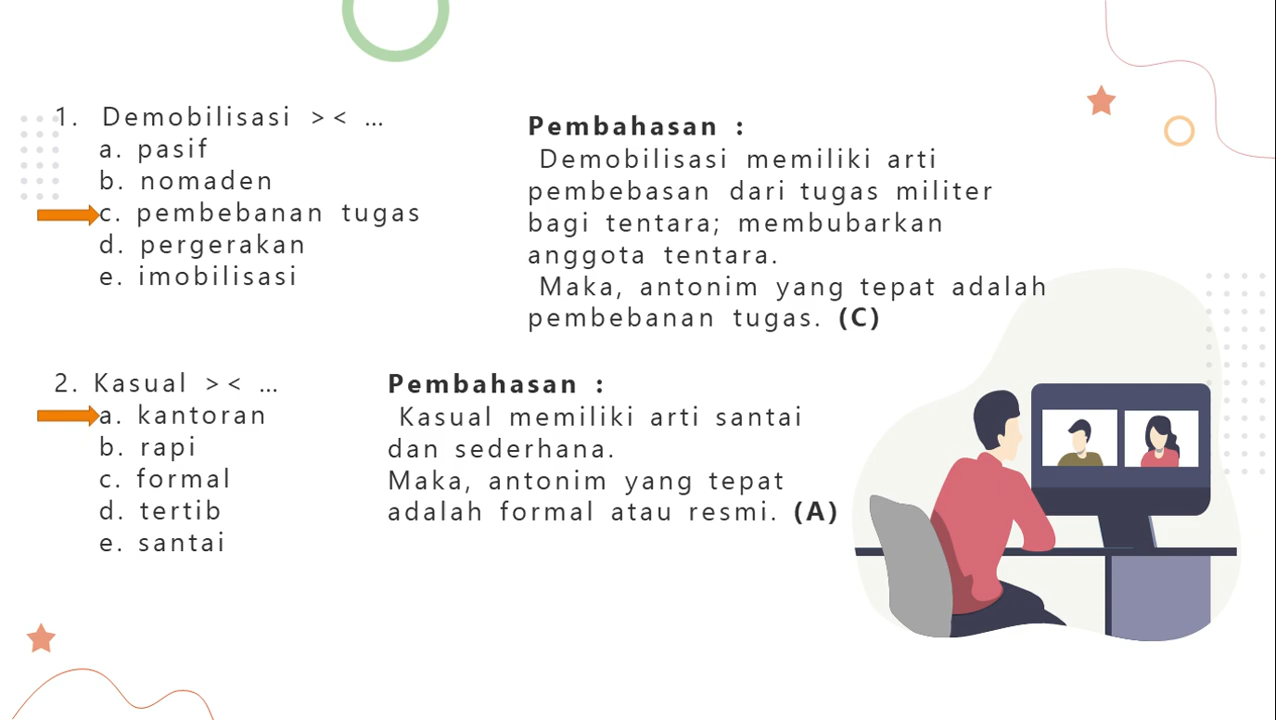 1. Demobilisasi >< ...
a. pasif
b. nomaden
c. pembebanan tugas
d. pergerakan
e. imobilisasi
Pembahasan :
Demobilisasi memiliki arti
pembebasan dari tugas militer
bagi tentara; membubarkan
anggota tentara.
Maka, antonim yang tepat adalah
pembebanan tugas. (C)
2. Kasual >< ...
a. kantoran
b. rapi
c. formal
d. tertib
e. santai
Pembahasan :
Kasual memiliki arti santai
dan sederhana.
Maka, antonim yang tepat
adalah formal atau resmi. (A)